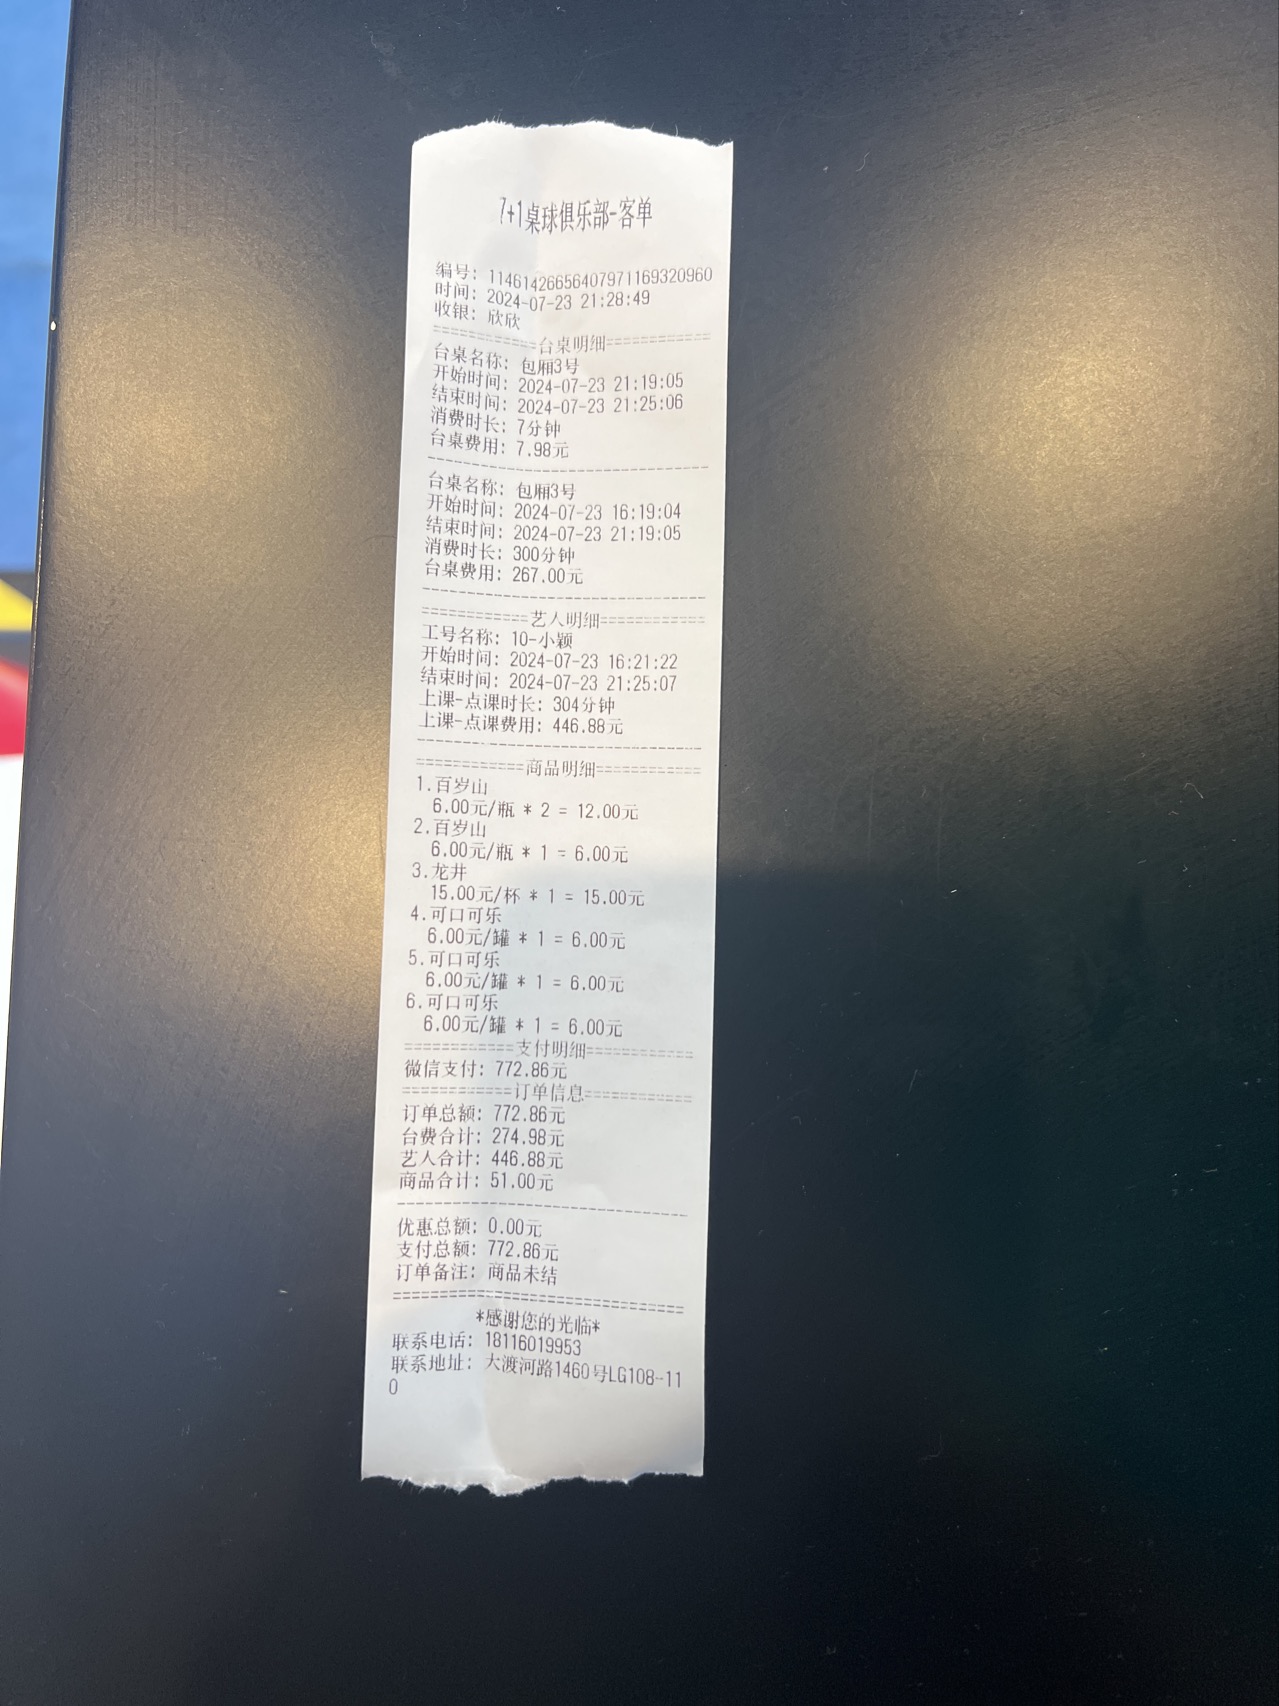 7+1桌球俱乐部-客单
编号: 11461426656407971169320960
时间: 2024-07-23 21:28:49
收银: 欣欣
============台桌明细============
台桌名称: 包厢3号
开始时间: 2024-07-23 21:19:05
结束时间: 2024-07-23 21:25:06
消费时长: 7分钟
台桌费用: 7.98元
--------------------------------
台桌名称: 包厢3号
开始时间: 2024-07-23 16:19:04
结束时间: 2024-07-23 21:19:05
消费时长: 300分钟
台桌费用: 267.00元
--------------------------------
============艺人明细============
工号名称: 10-小颖
开始时间: 2024-07-23 16:21:22
结束时间: 2024-07-23 21:25:07
上课-点课时长: 304分钟
上课-点课费用: 446.88元
--------------------------------
============商品明细============
1.百岁山
6.00元/瓶 * 2 = 12.00元
2.百岁山
6.00元/瓶 * 1 = 6.00元
3.龙井
15.00元/杯 * 1 = 15.00元
4.可口可乐
6.00元/罐 * 1 = 6.00元
5.可口可乐
6.00元/罐 * 1 = 6.00元
6.可口可乐
6.00元/罐 * 1 = 6.00元
============支付明细============
微信支付: 772.86元
============订单信息============
订单总额: 772.86元
台费合计: 274.98元
艺人合计: 446.88元
商品合计: 51.00元
--------------------------------
优惠总额: 0.00元
支付总额: 772.86元
订单备注: 商品未结
================================
*感谢您的光临*
联系电话: 18116019953
联系地址: 大渡河路1460号LG108-11
0